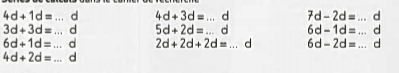 Séries de calculs dans le cahier de recherche
4d+1d=... d
3d+3d=... d
6d+1d=... d
4d+2d=... d
4d+3d=... d
5d+2d=... d
2d+2d+2d=... d
7d-2d=... d
6d-1d=... d
6d-2d=... d